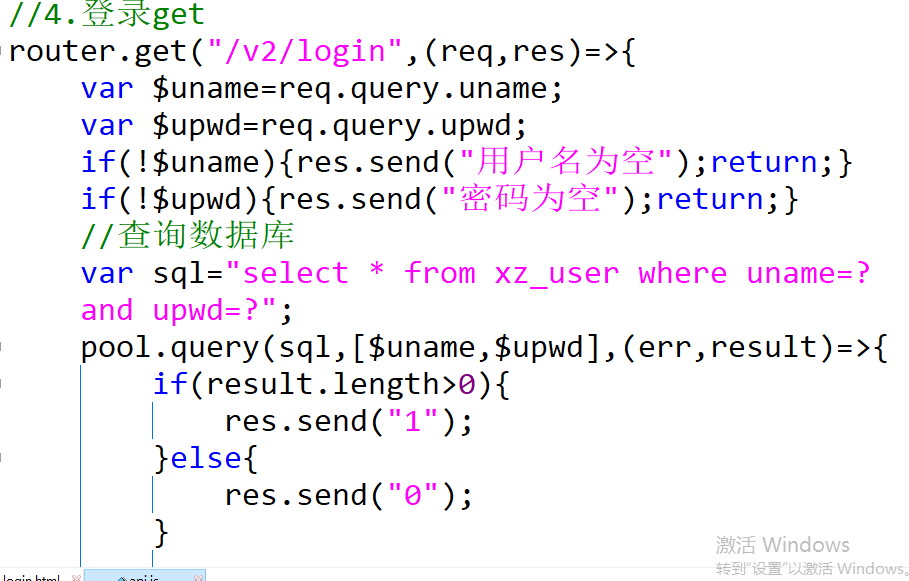 //4.登录get
router.get("/v2/login",(req,res)=>{
var $uname=req.query.uname;
var $upwd=req.query.upwd;
if(!$uname){res.send("用户名为空");return;}
if(!$upwd){res.send("密码为空");return;}
//查询数据库
var sql="select * from xz_user where uname=?
and upwd=?";
pool.query(sql,[$uname,$upwd],(err,result)=>{
if(result.length>0){
res.send("1");
}else{
res.send("0");
}
激活 Windows
转到"设置"以激活 Windows。
login.html
api.js